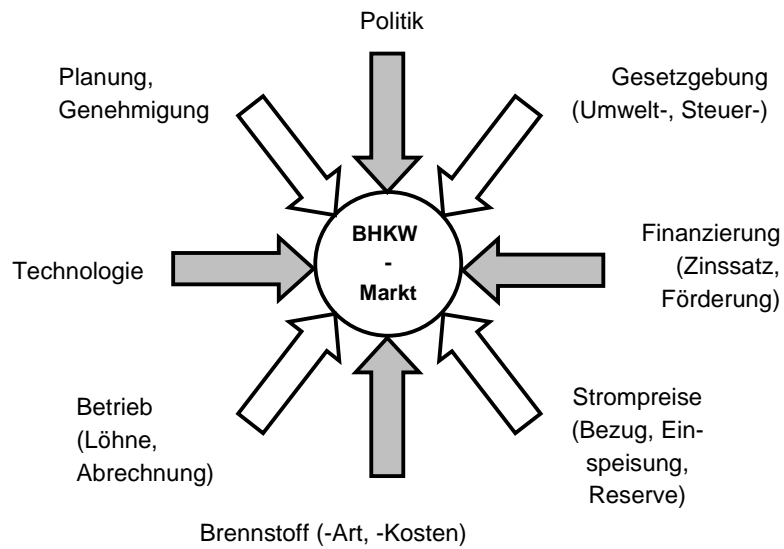 Politik
Planung,
Genehmigung
Gesetzgebung
(Umwelt-, Steuer-)
BHKW
-
Markt
Technologie
Finanzierung
(Zinssatz,
Förderung)
Betrieb
(Löhne,
Abrechnung)
Strompreise
(Bezug, Ein-
speisung,
Reserve)
Brennstoff (-Art, -Kosten)